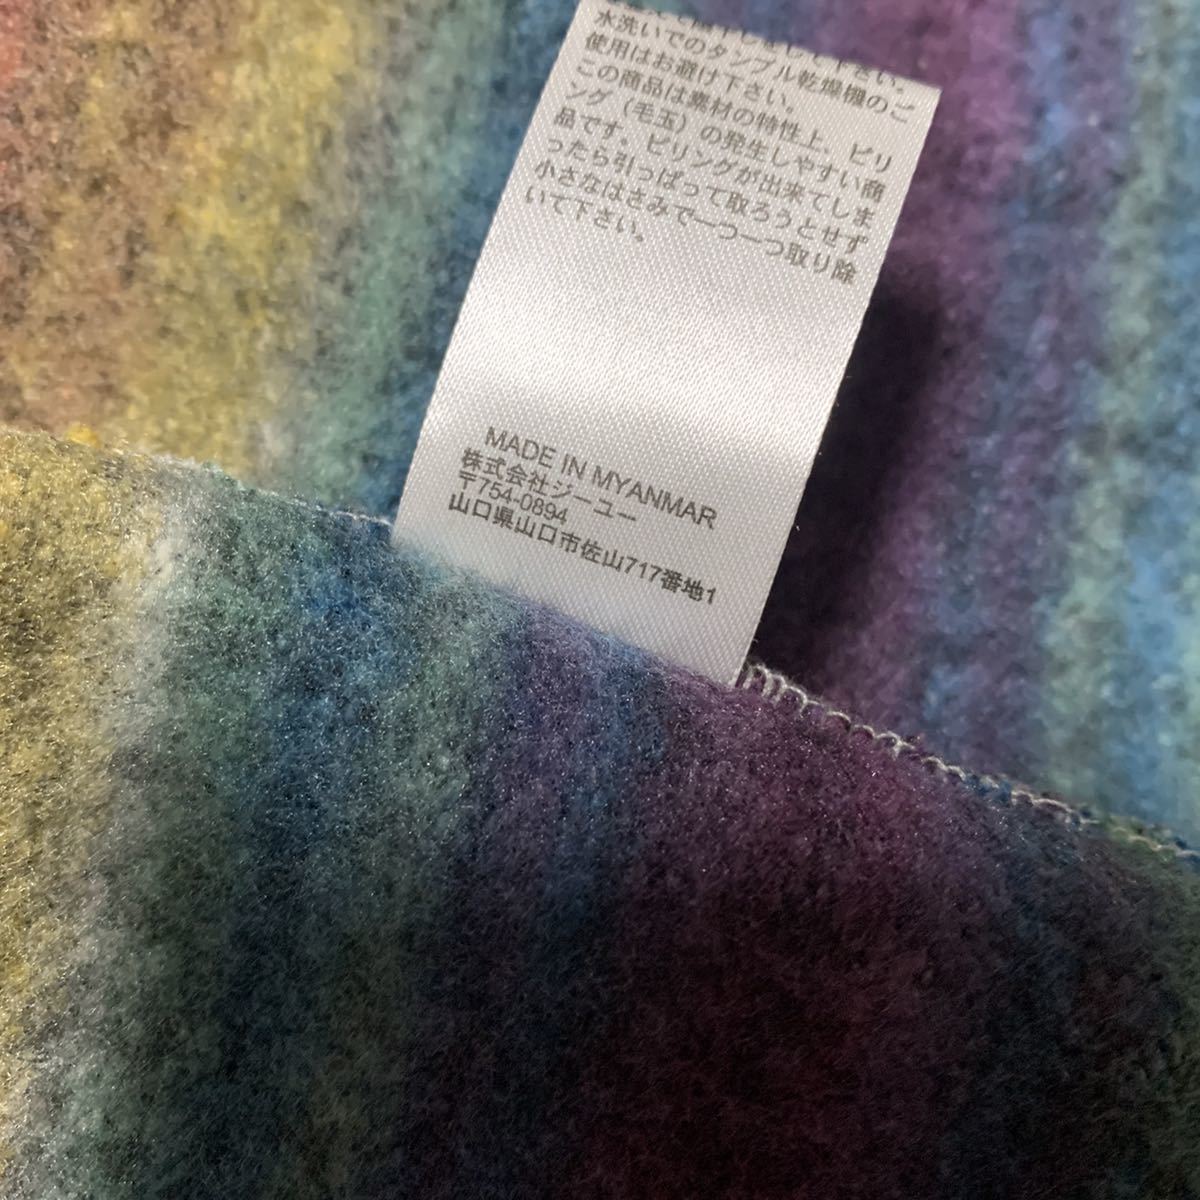 水洗いでのタンブル乾燥機のご
使用はお避け下さい。
この商品は素材の特性上、ピリ
ング（毛玉）の発生しやすい商
品です。ピリングが出来てしま
ったら引っぱって取ろうとせず
小さなはさみで一つ一つ取り除
いて下さい。
MADE IN MYANMAR
株式会社ジーユー
〒754-0894
山口県山口市佐山717番地1